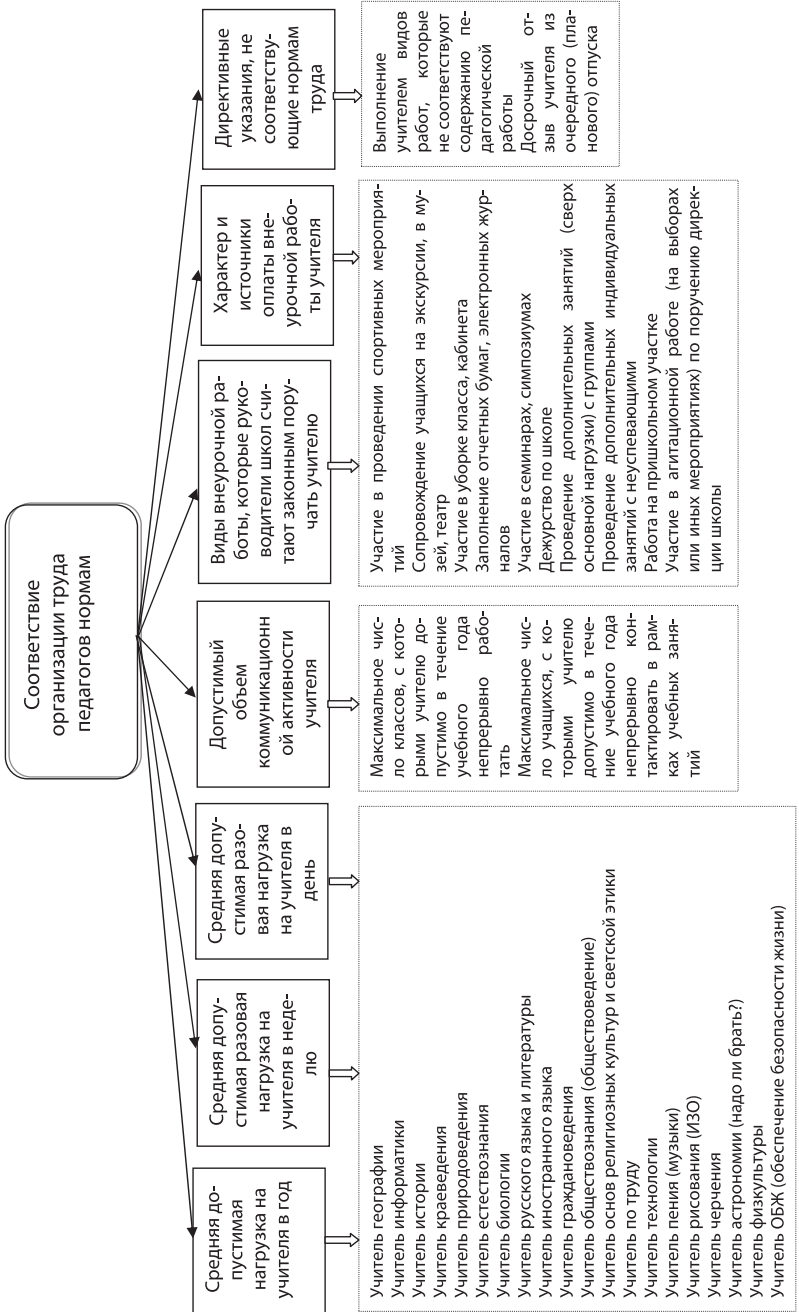 Соответствие
организации труда
педагогов нормам
Средняя до-
пустимая
нагрузка на
учителя в год
Средняя допу-
стимая разовая
нагрузка на
учителя в неде-
лю
Средняя допу-
стимая разо-
вая нагрузка
на учителя в
день
Допустимый
объем
коммуникационн
ой активности
учителя
Виды внеурочной ра-
боты, которые руко-
водители школ счи-
тают законным пору-
чать учителю
Характер и
источники
оплаты вне-
урочной рабо-
ты учителя
Директивные
указания, не
соответству-
ющие нормам
труда
Учитель географии
Учитель информатики
Учитель истории
Учитель краеведения
Учитель природоведения
Учитель естествознания
Учитель биологии
Учитель русского языка и литературы
Учитель иностранного языка
Учитель граждановедения
Учитель обществознания (обществоведение)
Учитель основ религиозных культур и светской этики
Учитель по труду
Учитель технологии
Учитель пения (музыки)
Учитель рисования (ИЗО)
Учитель черчения
Учитель астрономии (надо ли брать?)
Учитель физкультуры
Учитель ОБЖ (обеспечение безопасности жизни)
Максимальное чис-
ло классов, с кото-
рыми учителю до-
пустимо в течение
учебного года
непрерывно рабо-
тать
Максимальное чис-
ло учащихся, с ко-
торыми учителю
допустимо в тече-
ние учебного года
непрерывно кон-
тактировать в рам-
ках учебных заня-
тий
Участие в проведении спортивных мероприя-
тий
Сопровождение учащихся на экскурсии, в му-
зей, театр
Участие в уборке класса, кабинета
Заполнение отчетных бумаг, электронных жур-
налов
Участие в семинарах, симпозиумах
Дежурство по школе
Проведение дополнительных занятий (сверх
основной нагрузки) с группами
Проведение дополнительных индивидуальных
занятий с неуспевающими
Работа на пришкольном участке
Участие в агитационной работе (на выборах
или иных мероприятиях) по поручению дирек-
ции школы
Выполнение
учителем видов
работ, которые
не соответствуют
содержанию пе-
дагогической
работы
Досрочный от-
зыв учителя из
очередного (пла-
нового) отпуска